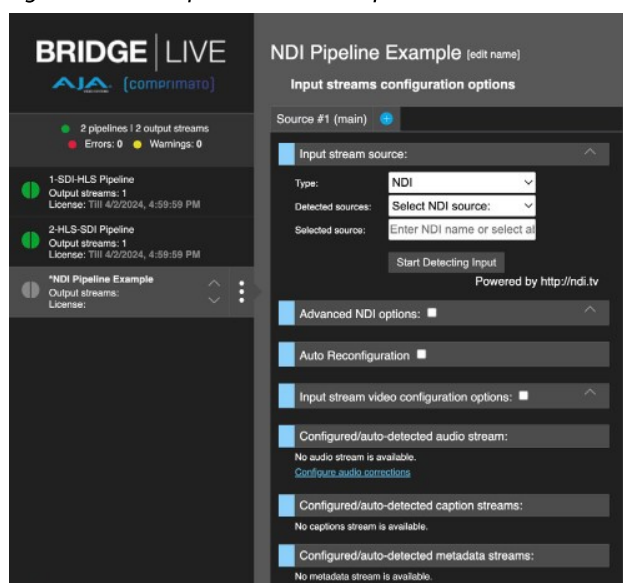 BRIDGE | LIVE
AJA [comprimato]
2 pipelines | 2 output streams
Errors: 0 Warnings: 0
1-SDI-HLS Pipeline
Output streams: 1
License: Till 4/2/2024, 4:59:59 PM
2-HLS-SDI Pipeline
Output streams: 1
License: Till 4/2/2024, 4:59:59 PM
*NDI Pipeline Example
Output streams:
License:
NDI Pipeline Example [edit name]
Input streams configuration options
Source #1 (main)
Input stream source:
Type: NDI
Detected sources: Select NDI source:
Selected source: Enter NDI name or select al
Start Detecting Input
Powered by http://ndi.tv
Advanced NDI options:
Auto Reconfiguration
Input stream video configuration options:
Configured/auto-detected audio stream:
No audio stream is available.
Configure audio corrections
Configured/auto-detected caption streams:
No captions stream is available.
Configured/auto-detected metadata streams:
No metadata stream is available.